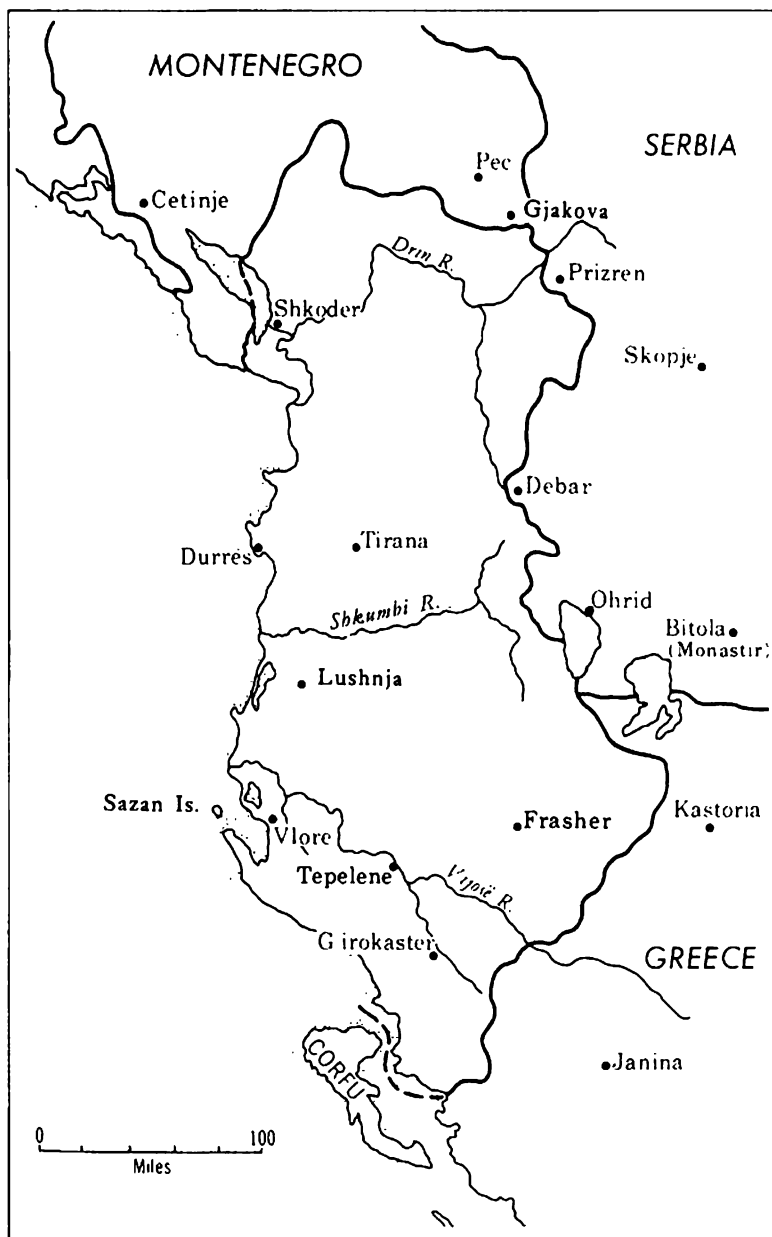 MONTENEGRO
SERBIA
Pec
Cetinje
Gjakova
Drin R.
Prizren
Shkoder
Skopje
Debar
Durrës
Tirana
Ohrid
Shkumbi R.
Bitola
(Monastir)
Lushnja
Sazan Is.
Vlore
Frasher
Kastoria
Tepelene
Vijosë R.
Girokaster
GREECE
CORFU
Janina
0 100
Miles